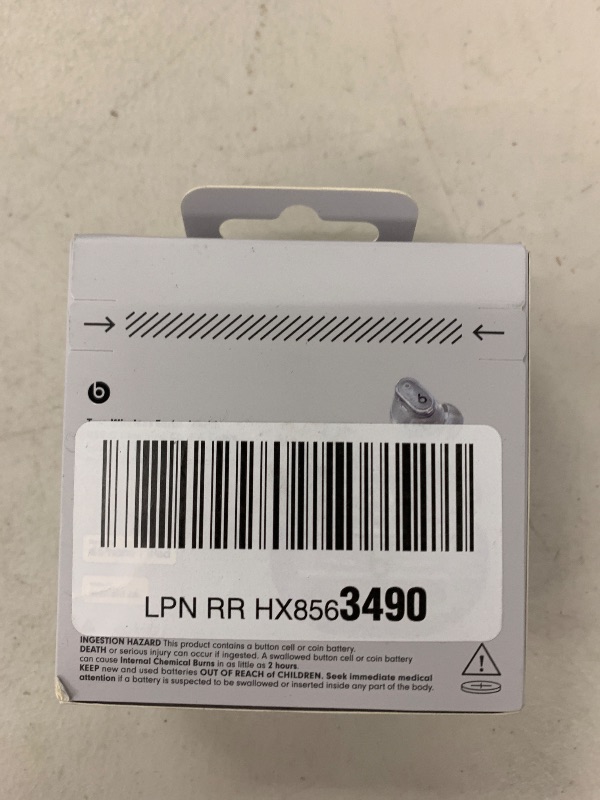 b
b
LPN RR HX8563490
INGESTION HAZARD This product contains a button cell or coin battery.
DEATH or serious injury can occur if ingested. A swallowed button cell or coin battery
can cause Internal Chemical Burns in as little as 2 hours.
KEEP new and used batteries OUT OF REACH of CHILDREN. Seek immediate medical
attention if a battery is suspected to be swallowed or inserted inside any part of the body.